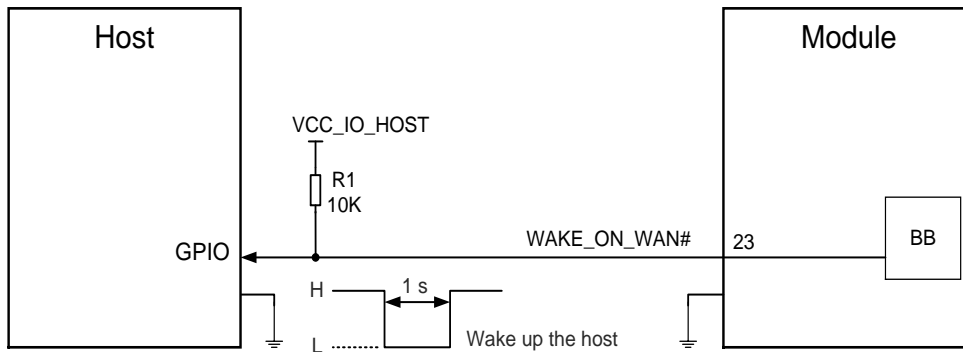 Host
Module
VCC_IO_HOST
R1
10K
WAKE_ON_WAN#
23
BB
GPIO
H
1 s
L
Wake up the host